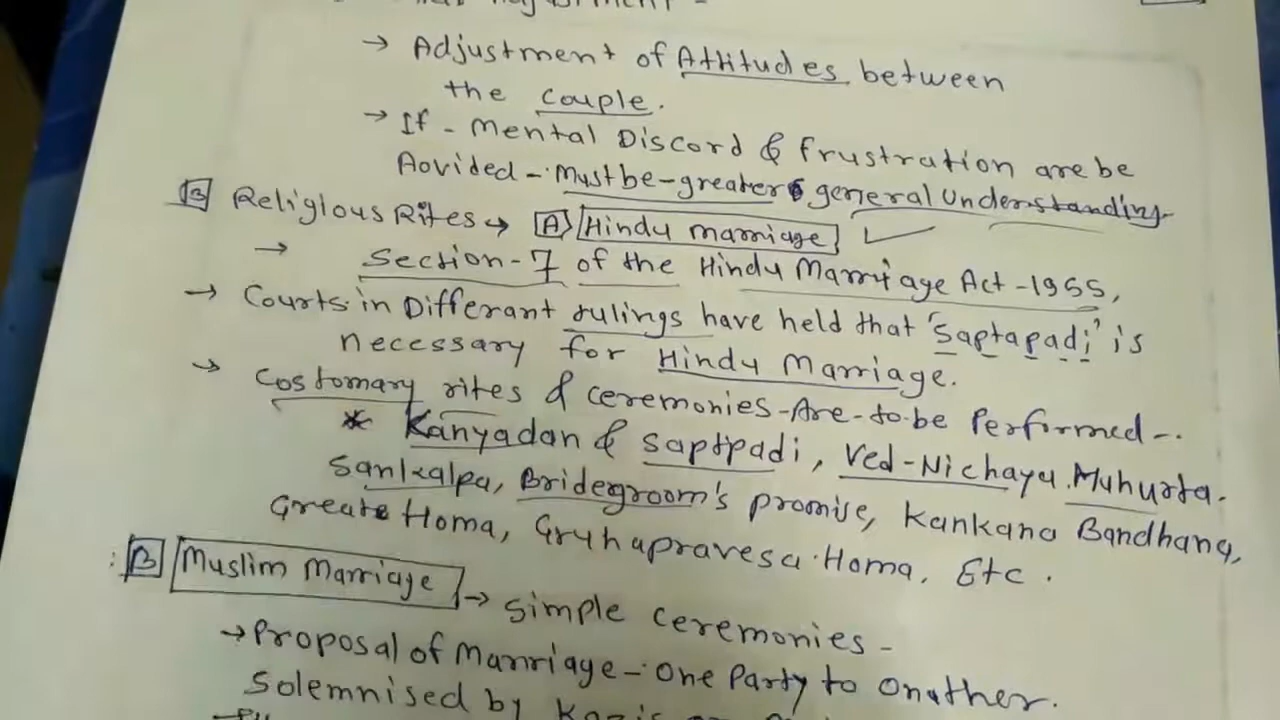 → Adjustment of Attitudes between
the couple.
→ If - Mental Discord & frustration are be
Aovided - Must be - greater general Understanding
[B] Religious Rites → [A] Hindu marriage
→ Section-7 of the Hindu Marriage Act -1955,
→ Courts in Differant rulings have held that 'Saptapadi' is
necessary for Hindu Marriage.
→ Costomary rites & ceremonies - Are - to be Performed -.
* Kanyadan & saptpadi, Ved-Nichaya Muhurta.
Sankalpa, Bridegroom's promise, Kankana Bandhana,
Greate Homa, Gruhapravesa Homa, Etc.
[B] Muslim Marriage → simple ceremonies -
→ Proposal of Marriage - One Party to Onather.
Solemnised by